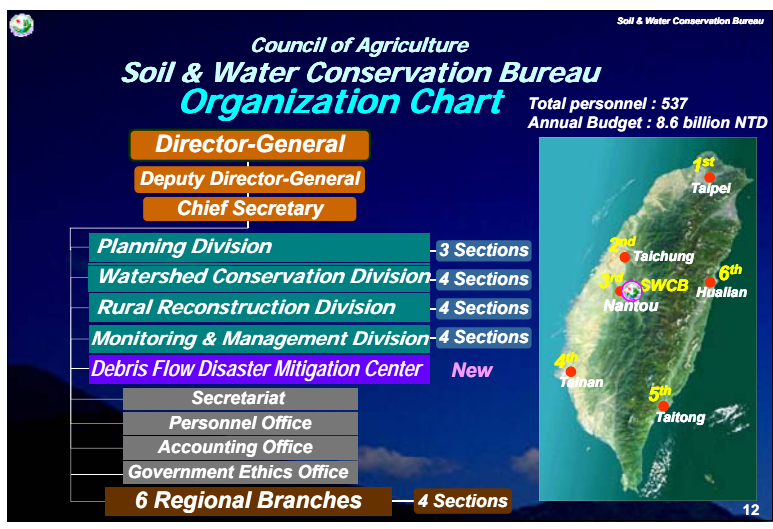 Soil & Water Conservation Bureau
Council of Agriculture
Soil & Water Conservation Bureau
Organization Chart
Total personnel : 537
Annual Budget : 8.6 billion NTD
Director-General
Deputy Director-General
Chief Secretary
Planning Division
3 Sections
Watershed Conservation Division
4 Sections
Rural Reconstruction Division
4 Sections
Monitoring & Management Division
4 Sections
Debris Flow Disaster Mitigation Center
New
Secretariat
Personnel Office
Accounting Office
Government Ethics Office
6 Regional Branches
4 Sections
1st
Taipei
2nd
Taichung
3rd
SWCB
Nantou
6th
Hualian
4th
Tainan
5th
Taitong
12